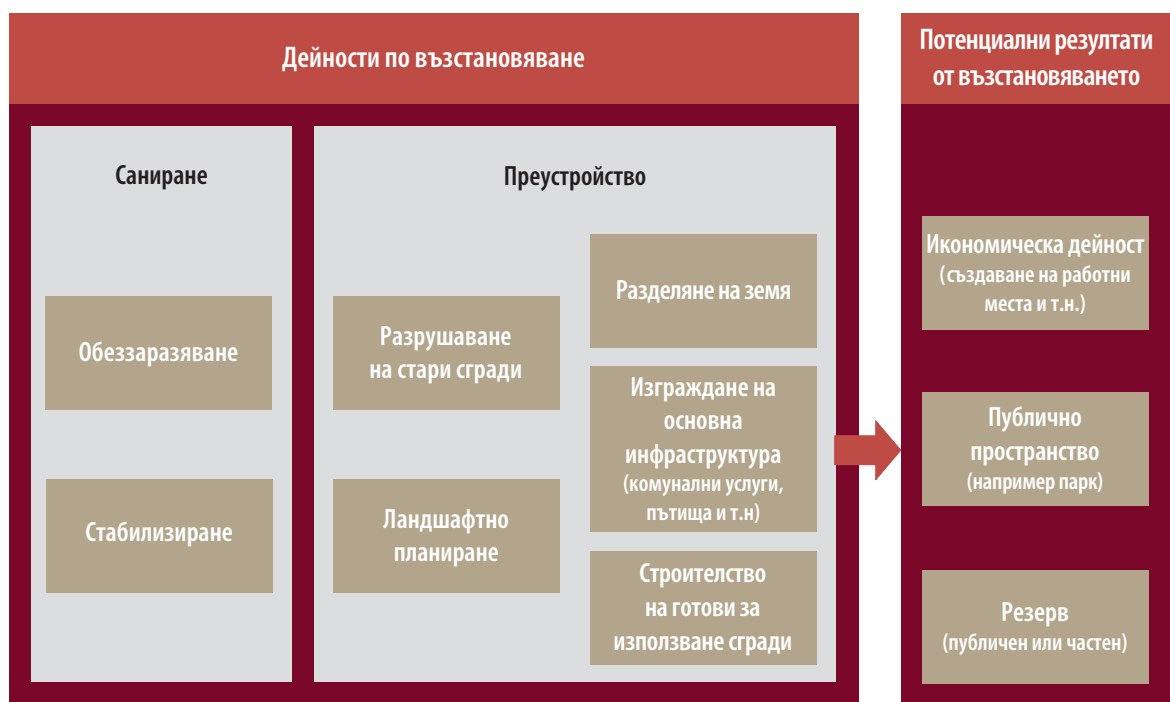 Дейности по възстановяване
Потенциални резултати
от възстановяването
Саниране
Обеззаразяване
Стабилизиране
Преустройство
Разрушаване
на стари сгради
Ландшафтно
планиране
Разделяне на земя
Изграждане на
основна
инфраструктура
(комунални услуги,
пътища и т.н)
Строителство
на готови за
използване сгради
Икономическа дейност
(създаване на работни
места и т.н.)
Публично
пространство
(например парк)
Резерв
(публичен или частен)